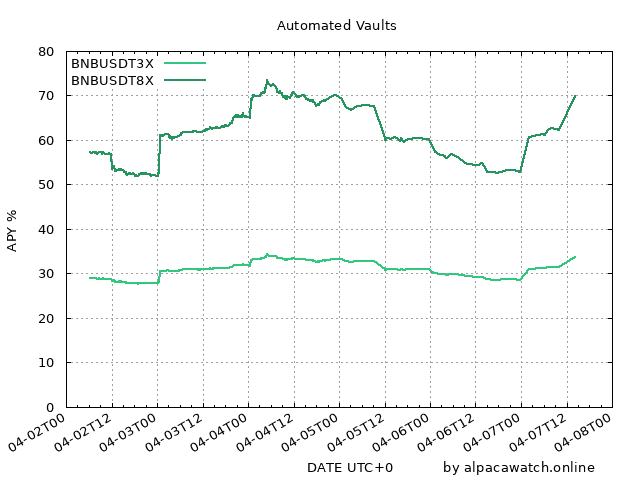 Automated Vaults
BNBUSDT3X
BNBUSDT8X
80
70
60
50
40
30
20
10
0
APY %
04-02T00
04-02T12
04-03T00
04-03T12
04-04T00
04-04T12
04-05T00
04-05T12
04-06T00
04-06T12
04-07T00
04-07T12
04-08T00
DATE UTC+0
by alpacawatch.online